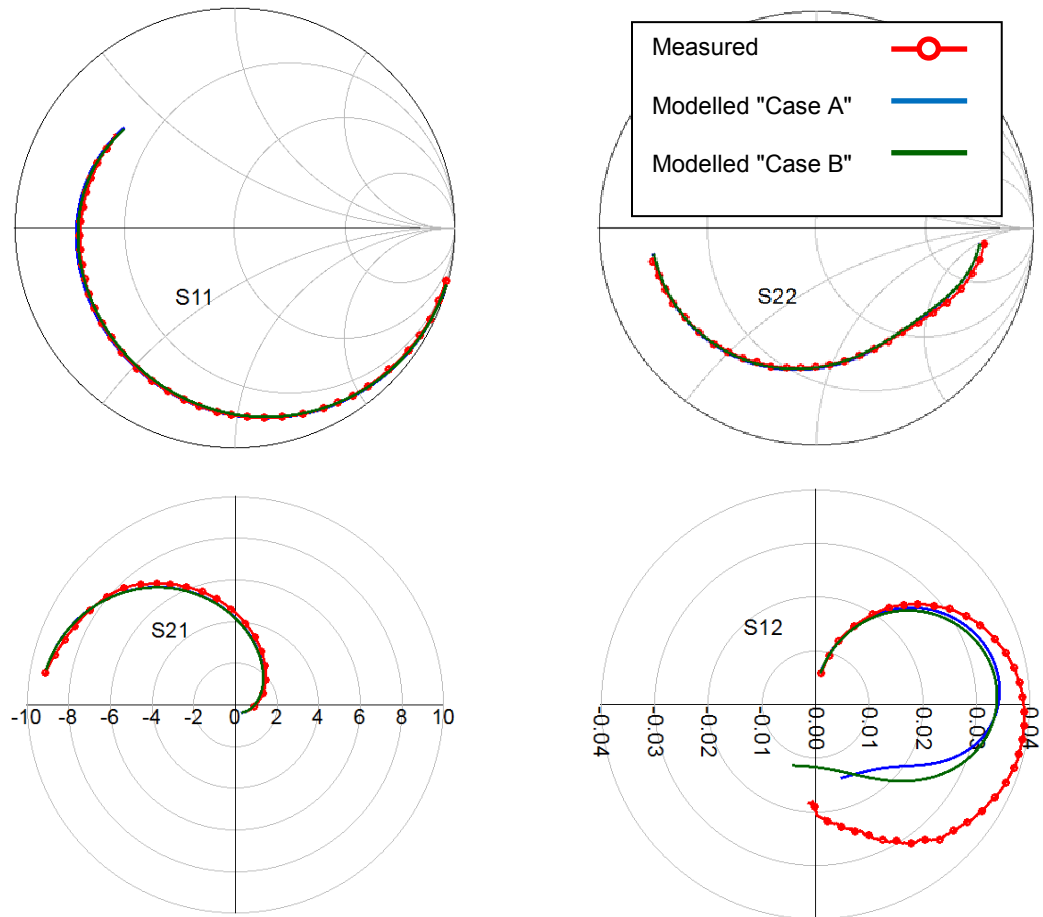 Measured
Modelled "Case A"
Modelled "Case B"
S11
S22
S21
S12
-10 -8 -6 -4 -2 0 2 4 6 8 10
-0.04 -0.03 -0.02 -0.01 0.00 0.01 0.02 0.03 0.04